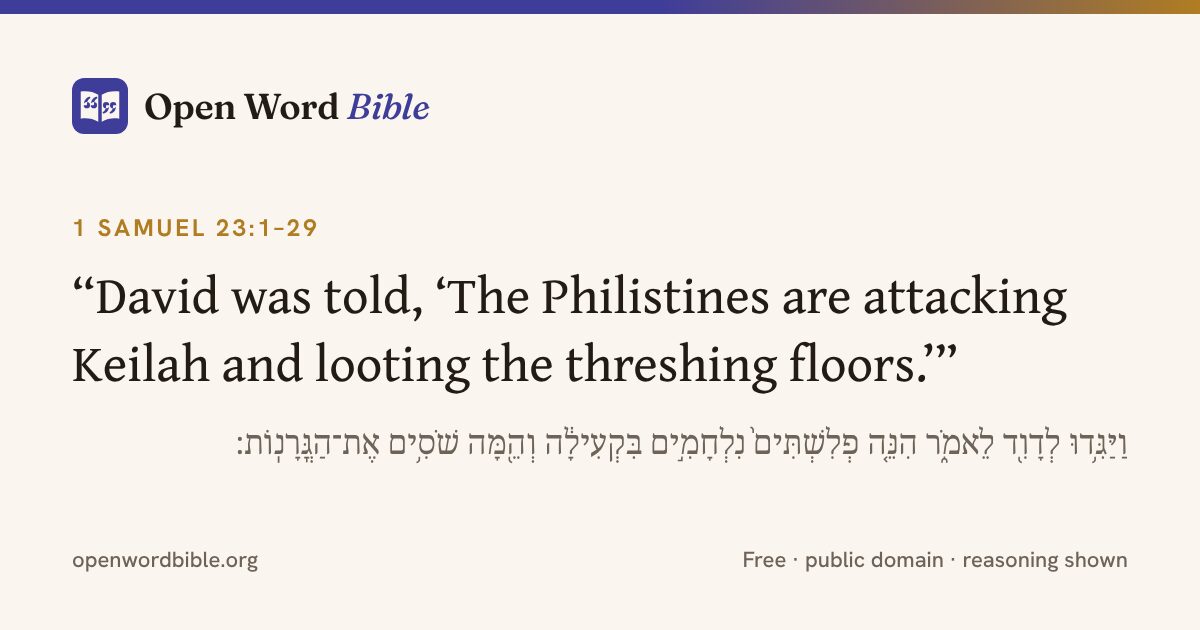 Open Word Bible
1 SAMUEL 23:1–29
“David was told, ‘The Philistines are attacking
Keilah and looting the threshing floors.’”
וַיַּגִּ֥דוּ לְדָוִ֖ד לֵאמֹ֑ר הִנֵּ֤ה פְלִשְׁתִּים֙ נִלְחָמִ֣ים בִּקְעִילָ֔ה וְהֵ֖מָּה שֹׁסִ֥ים אֶת־הַגֳּרָנֽוֹת׃
openwordbible.org
Free · public domain · reasoning shown